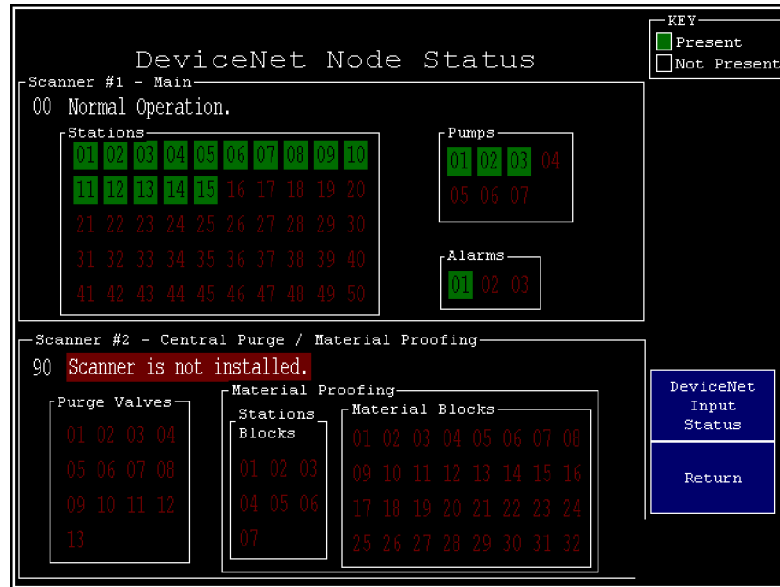 KEY
Present
Not Present
DeviceNet Node Status
Scanner #1 - Main
00 Normal Operation.
Stations
01 02 03 04 05 06 07 08 09 10
11 12 13 14 15 16 17 18 19 20
21 22 23 24 25 26 27 28 29 30
31 32 33 34 35 36 37 38 39 40
41 42 43 44 45 46 47 48 49 50
Pumps
01 02 03 04
05 06 07
Alarms
01 02 03
Scanner #2 - Central Purge / Material Proofing
90 Scanner is not installed.
Purge Valves
01 02 03 04
05 06 07 08
09 10 11 12
13
Material Proofing
Stations
Blocks
01 02 03
04 05 06
07
Material Blocks
01 02 03 04 05 06 07 08
09 10 11 12 13 14 15 16
17 18 19 20 21 22 23 24
25 26 27 28 29 30 31 32
DeviceNet
Input
Status
Return